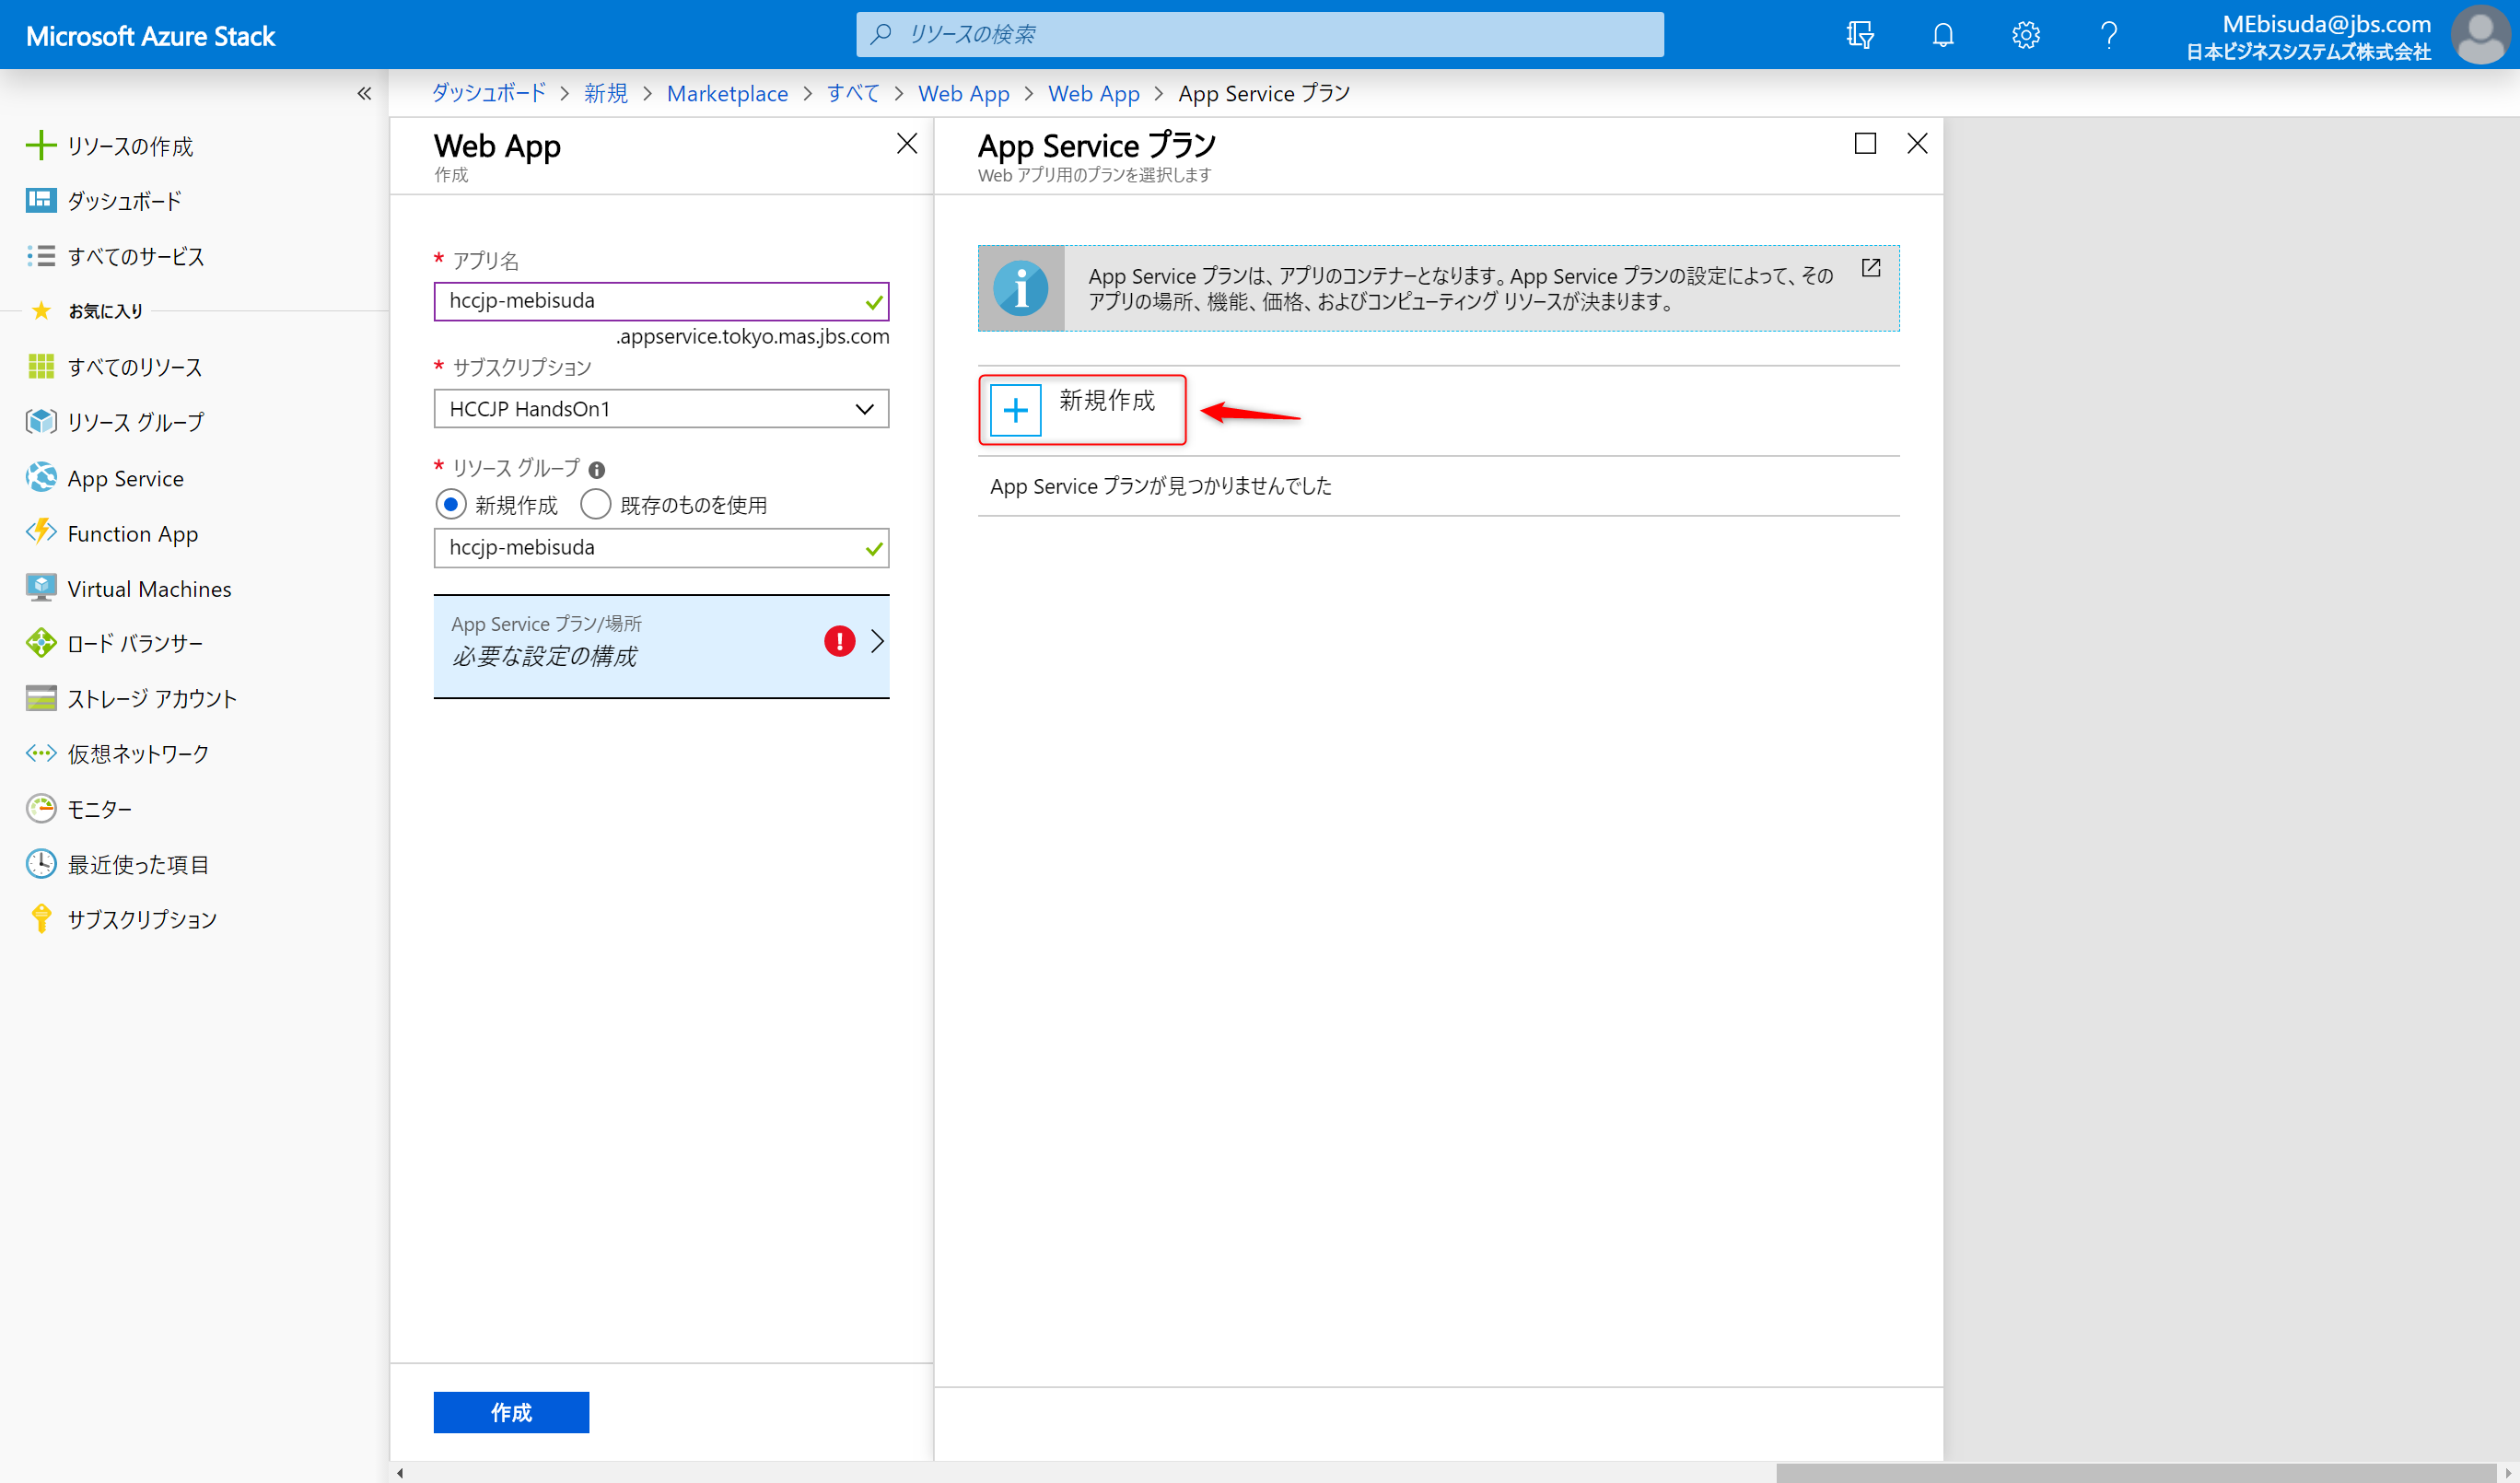 Microsoft Azure Stack
リソースの検索
MEbisuda@jbs.com
日本ビジネスシステムズ株式会社
ダッシュボード > 新規 > Marketplace > すべて > Web App > Web App > App Service プラン
リソースの作成
ダッシュボード
すべてのサービス
お気に入り
すべてのリソース
リソース グループ
App Service
Function App
Virtual Machines
ロード バランサー
ストレージ アカウント
仮想ネットワーク
モニター
最近使った項目
サブスクリプション
Web App
作成
* アプリ名
hccjp-mebisuda
.appservice.tokyo.mas.jbs.com
* サブスクリプション
HCCJP HandsOn1
* リソース グループ
新規作成 既存のものを使用
hccjp-mebisuda
App Service プラン/場所
必要な設定の構成
作成
App Service プラン
Web アプリ用のプランを選択します
App Service プランは、アプリのコンテナーとなります。App Service プランの設定によって、その
アプリの場所、機能、価格、およびコンピューティング リソースが決まります。
新規作成
App Service プランが見つかりませんでした